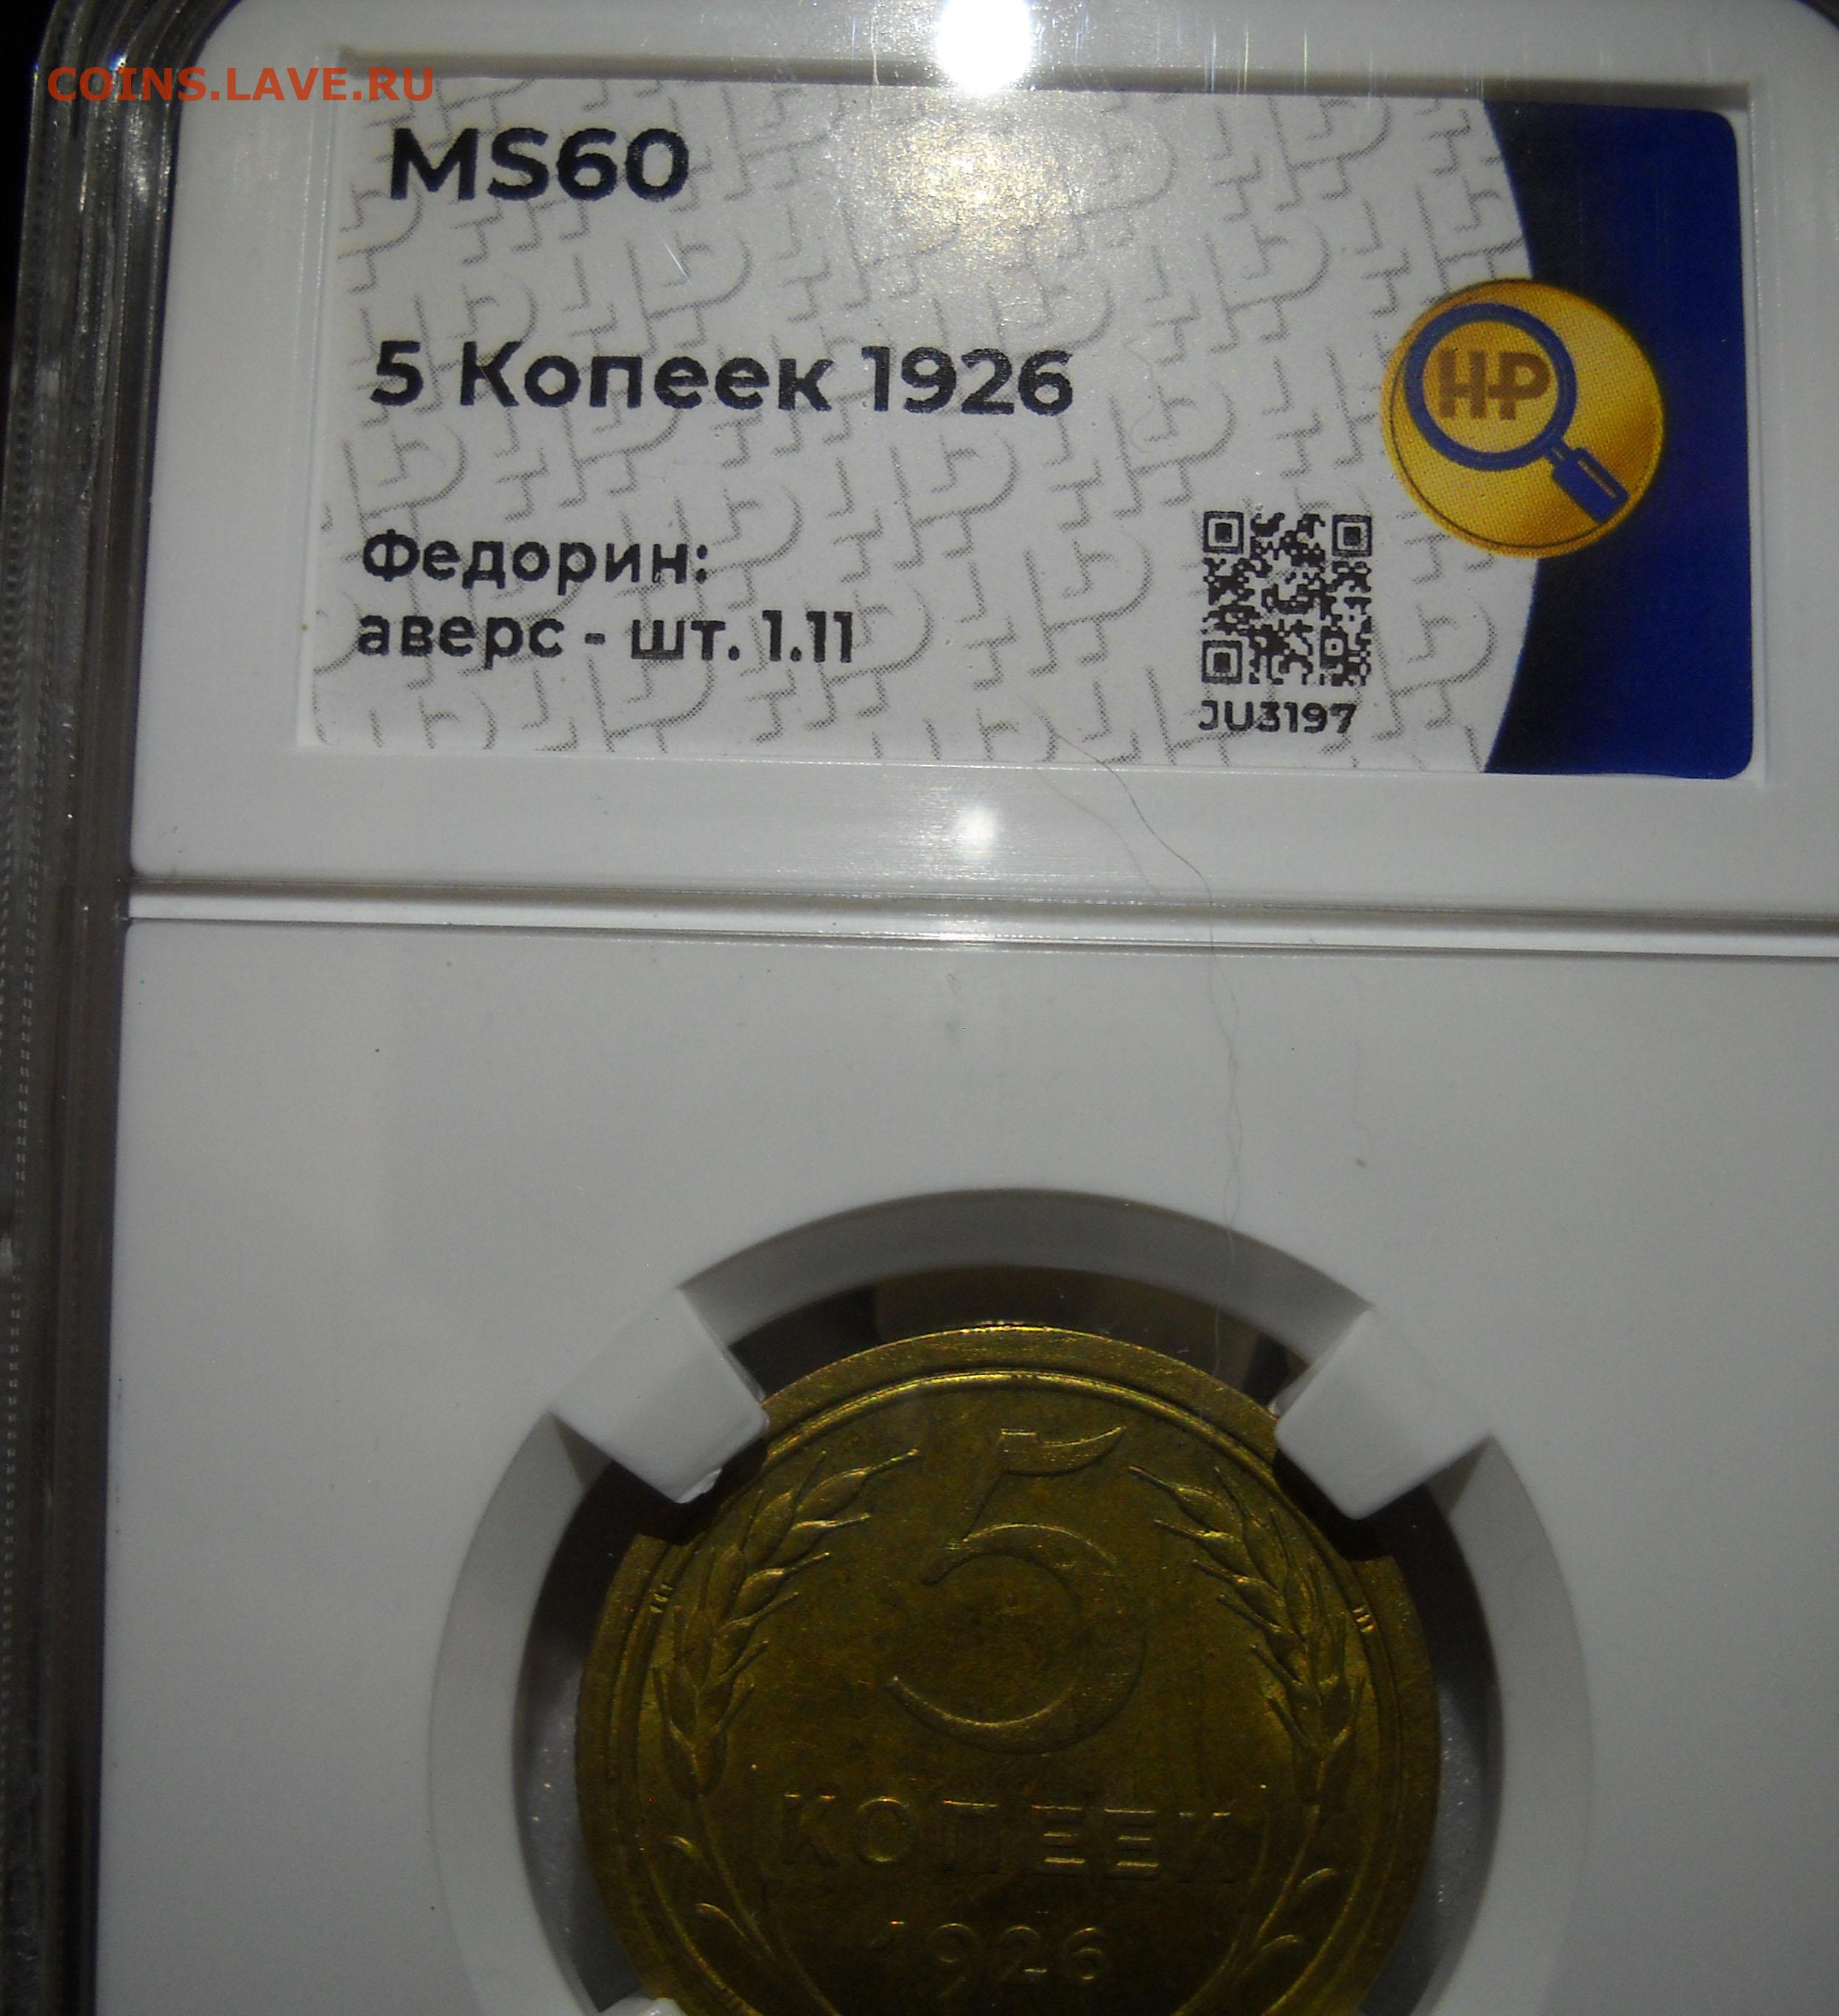 COINS.LAVE.RU
MS60
5 Копеек 1926
НР
Федорин:
аверс - шт. 1.11
JU3197
5
КОПЕЕК
1926